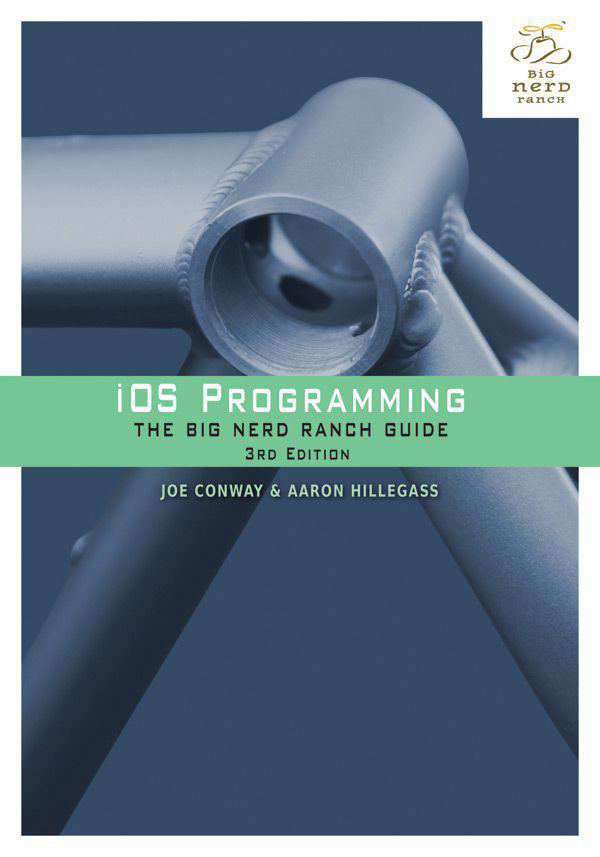 BiG
nerd
ranch
iOS Programming
THE BIG NERD RANCH GUIDE
3RD EDITION
JOE CONWAY & AARON HILLEGASS